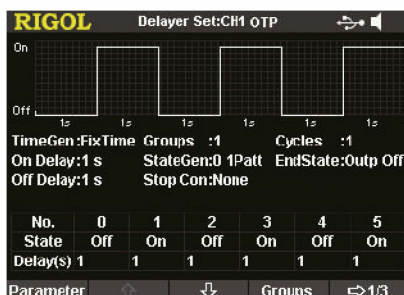 RIGOL Delayer Set:CH1 OTP
On
Off
1s 1s 1s 1s 1s 1s
TimeGen:FixTime Groups :1 Cycles :1
On Delay:1 s StateGen:0 1Patt EndState:Outp Off
Off Delay:1 s Stop Con:None
No. 0 1 2 3 4 5
State Off On Off On Off On
Delay(s) 1 1 1 1 1 1
Parameter Groups 1/3